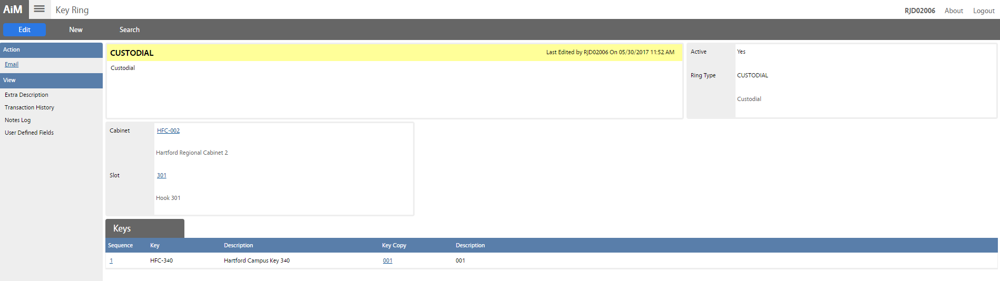 AiM Key Ring RJD02006 About Logout
Edit New Search
Action
Email
View
Extra Description
Transaction History
Notes Log
User Defined Fields
CUSTODIAL Last Edited by RJD02006 On 05/30/2017 11:52 AM
Custodial
Active Yes
Ring Type CUSTODIAL
Custodial
Cabinet HFC-002
Hartford Regional Cabinet 2
Slot 301
Hook 301
Keys
Sequence Key Description Key Copy Description
1 HFC-340 Hartford Campus Key 340 001 001